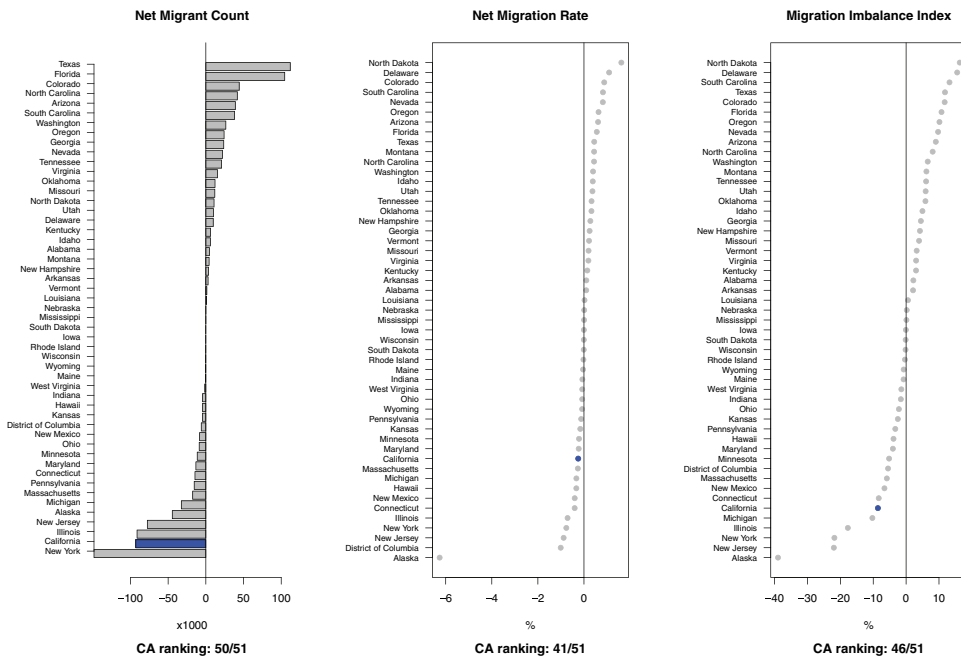 Net Migrant Count
Texas
Florida
Colorado
North Carolina
Arizona
South Carolina
Washington
Oregon
Georgia
Nevada
Tennessee
Virginia
Oklahoma
Missouri
North Dakota
Utah
Delaware
Kentucky
Idaho
Alabama
Montana
New Hampshire
Arkansas
Vermont
Louisiana
Nebraska
Mississippi
South Dakota
Iowa
Rhode Island
Wisconsin
Wyoming
Maine
West Virginia
Indiana
Hawaii
Kansas
District of Columbia
New Mexico
Ohio
Minnesota
Maryland
Connecticut
Pennsylvania
Massachusetts
Michigan
Alaska
New Jersey
Illinois
California
New York
−100 −50 0 50 100
x1000
CA ranking: 50/51
Net Migration Rate
North Dakota
Delaware
Colorado
South Carolina
Nevada
Oregon
Arizona
Florida
Texas
Montana
North Carolina
Washington
Idaho
Utah
Tennessee
Oklahoma
New Hampshire
Georgia
Vermont
Missouri
Virginia
Kentucky
Arkansas
Alabama
Louisiana
Nebraska
Mississippi
Iowa
Wisconsin
South Dakota
Rhode Island
Maine
Indiana
West Virginia
Ohio
Wyoming
Pennsylvania
Kansas
Minnesota
Maryland
California
Massachusetts
Michigan
Hawaii
New Mexico
Connecticut
Illinois
New York
New Jersey
District of Columbia
Alaska
−6 −4 −2 0
%
CA ranking: 41/51
Migration Imbalance Index
North Dakota
Delaware
South Carolina
Texas
Colorado
Florida
Oregon
Nevada
Arizona
North Carolina
Washington
Montana
Tennessee
Utah
Oklahoma
Idaho
Georgia
New Hampshire
Missouri
Vermont
Virginia
Kentucky
Alabama
Arkansas
Louisiana
Nebraska
Mississippi
Iowa
South Dakota
Wisconsin
Rhode Island
Wyoming
Maine
West Virginia
Indiana
Ohio
Kansas
Pennsylvania
Hawaii
Maryland
Minnesota
District of Columbia
Massachusetts
New Mexico
Connecticut
California
Michigan
Illinois
New York
New Jersey
Alaska
−40 −30 −20 −10 0 10
%
CA ranking: 46/51